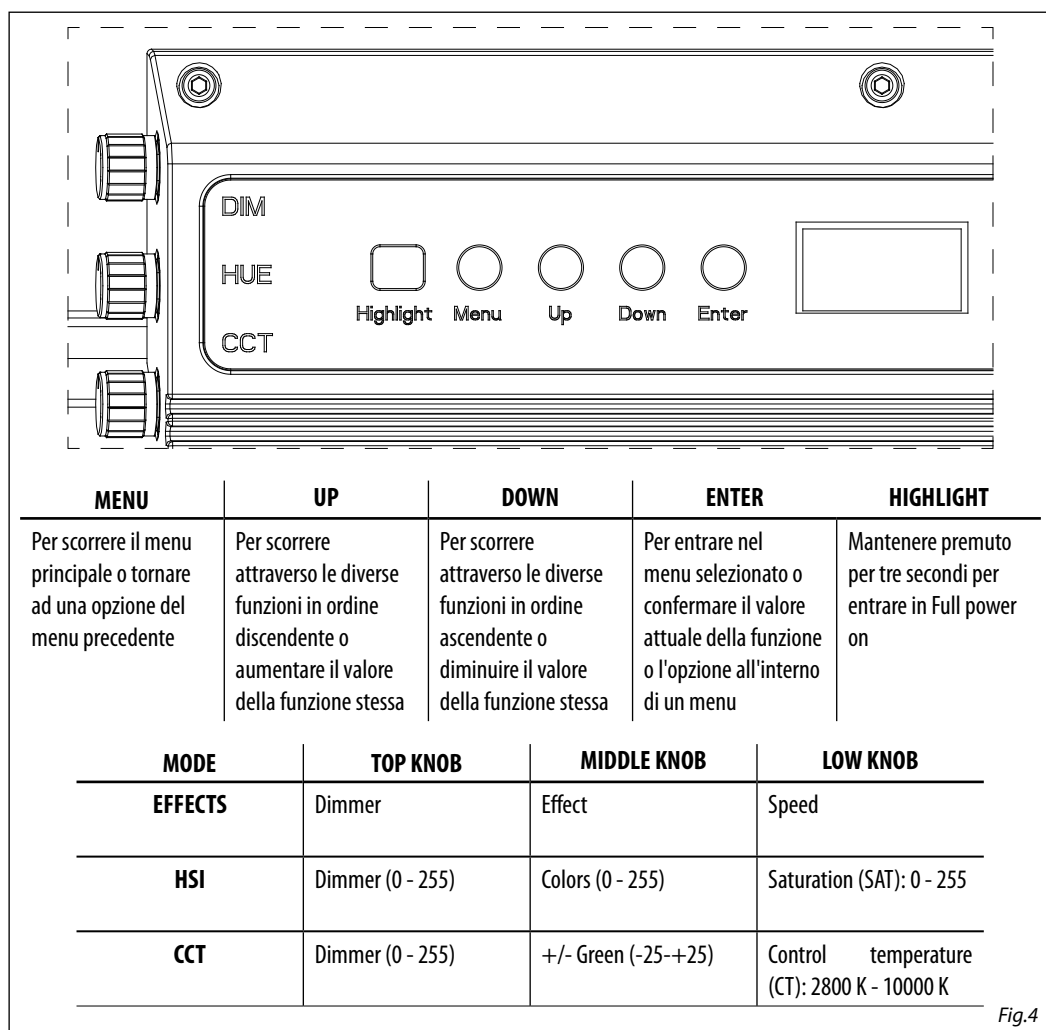 DIM
HUE
CCT
Highlight Menu Up Down Enter
MENU UP DOWN ENTER HIGHLIGHT
Per scorrere il menu
principale o tornare
ad una opzione del
menu precedente
Per scorrere
attraverso le diverse
funzioni in ordine
discendente o
aumentare il valore
della funzione stessa
Per scorrere
attraverso le diverse
funzioni in ordine
ascendente o
diminuire il valore
della funzione stessa
Per entrare nel
menu selezionato o
confermare il valore
attuale della funzione
o l'opzione all'interno
di un menu
Mantenere premuto
per tre secondi per
entrare in Full power
on
MODE TOP KNOB MIDDLE KNOB LOW KNOB
EFFECTS Dimmer Effect Speed
HSI Dimmer (0 - 255) Colors (0 - 255) Saturation (SAT): 0 - 255
CCT Dimmer (0 - 255) +/- Green (-25-+25) Control temperature
(CT): 2800 K - 10000 K
Fig.4